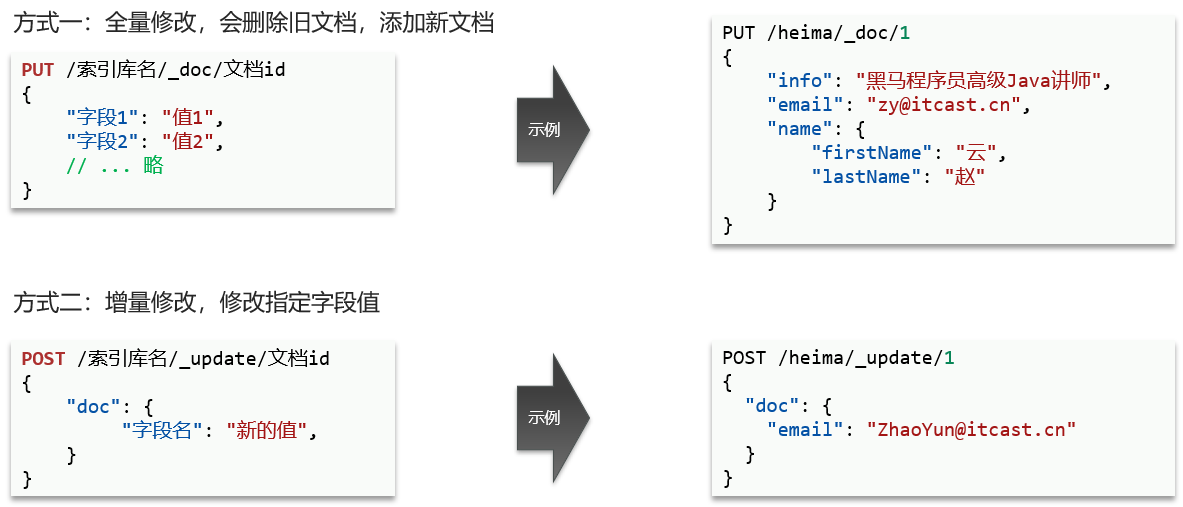 方式一：全量修改，会删除旧文档，添加新文档
PUT /索引库名/_doc/文档id
{
    "字段1": "值1",
    "字段2": "值2",
    // ... 略
}
示例
PUT /heima/_doc/1
{
    "info": "黑马程序员高级Java讲师",
    "email": "zy@itcast.cn",
    "name": {
        "firstName": "云",
        "lastName": "赵"
    }
}
方式二：增量修改，修改指定字段值
POST /索引库名/_update/文档id
{
    "doc": {
         "字段名": "新的值",
    }
}
示例
POST /heima/_update/1
{
  "doc": {
    "email": "ZhaoYun@itcast.cn"
  }
}